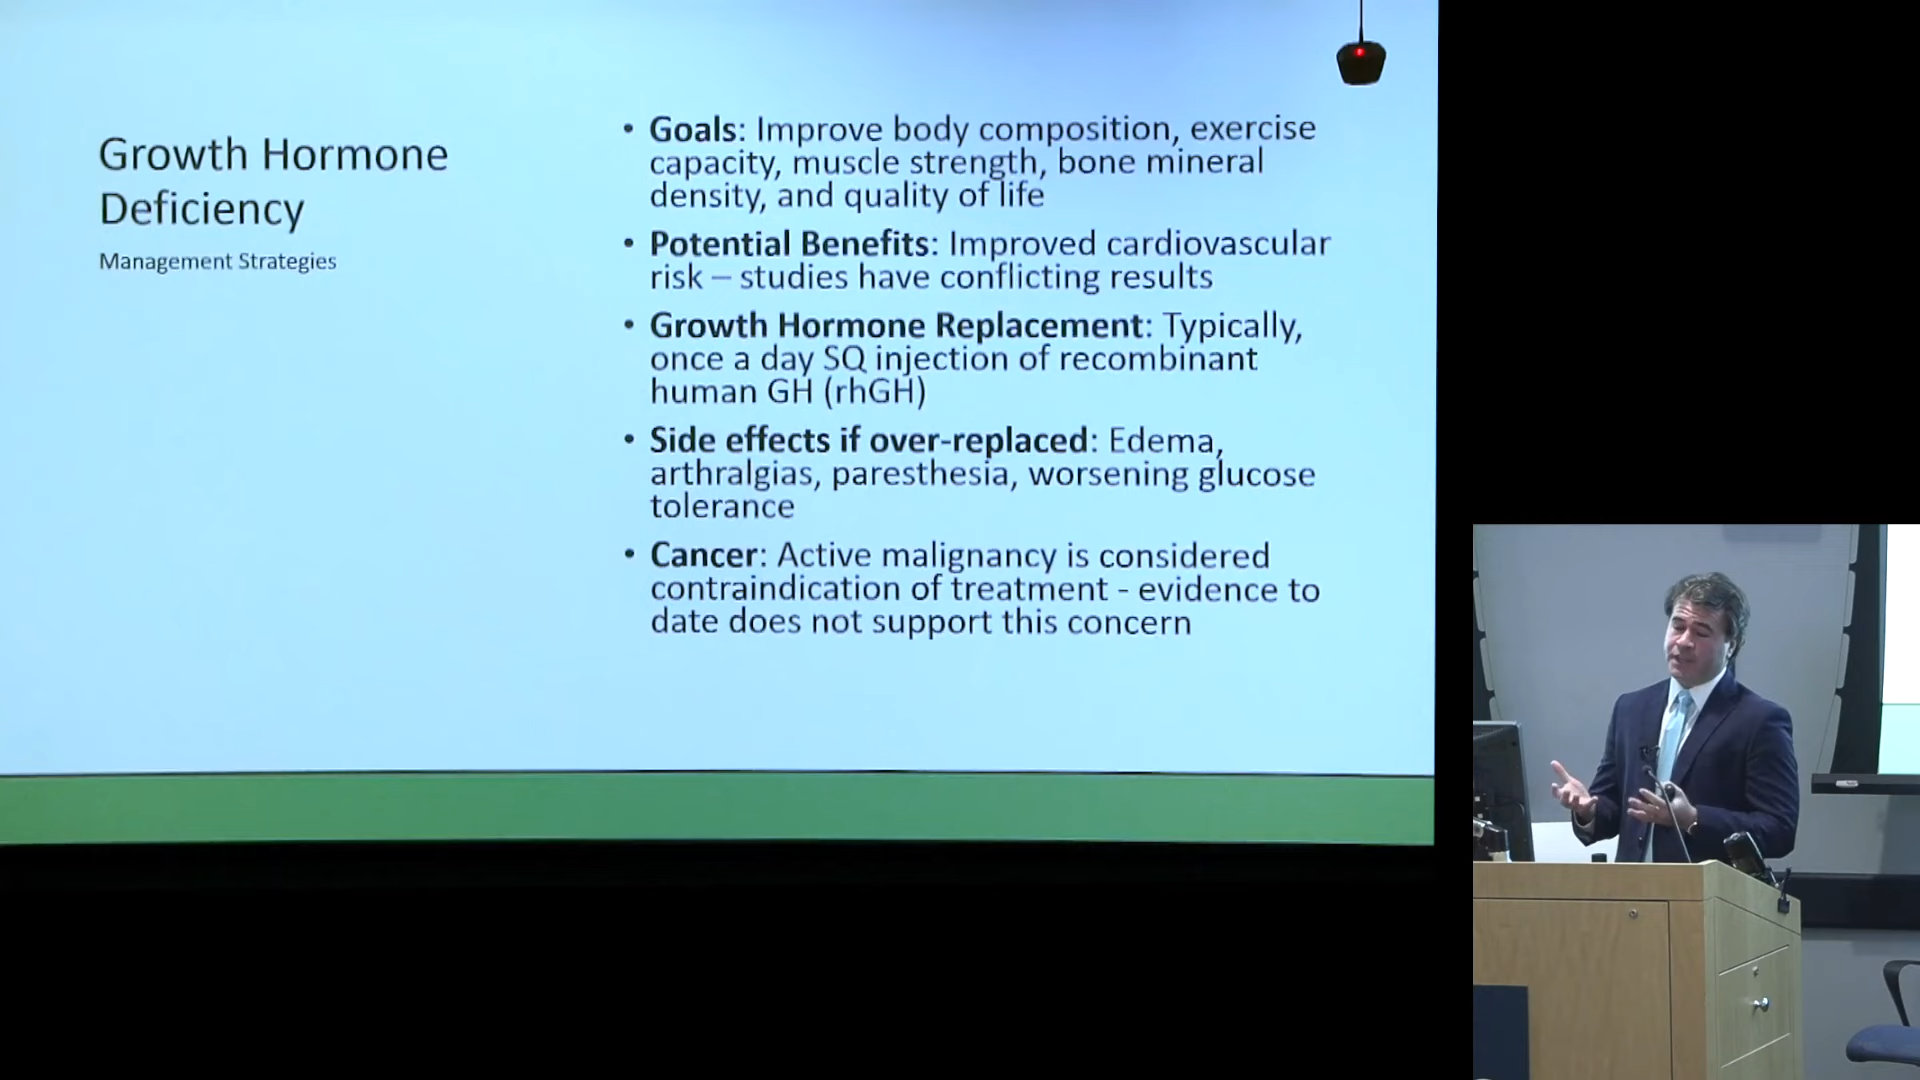 Growth Hormone
Deficiency
Management Strategies
• Goals: Improve body composition, exercise
capacity, muscle strength, bone mineral
density, and quality of life
• Potential Benefits: Improved cardiovascular
risk – studies have conflicting results
• Growth Hormone Replacement: Typically,
once a day SQ injection of recombinant
human GH (rhGH)
• Side effects if over-replaced: Edema,
arthralgias, paresthesia, worsening glucose
tolerance
• Cancer: Active malignancy is considered
contraindication of treatment - evidence to
date does not support this concern